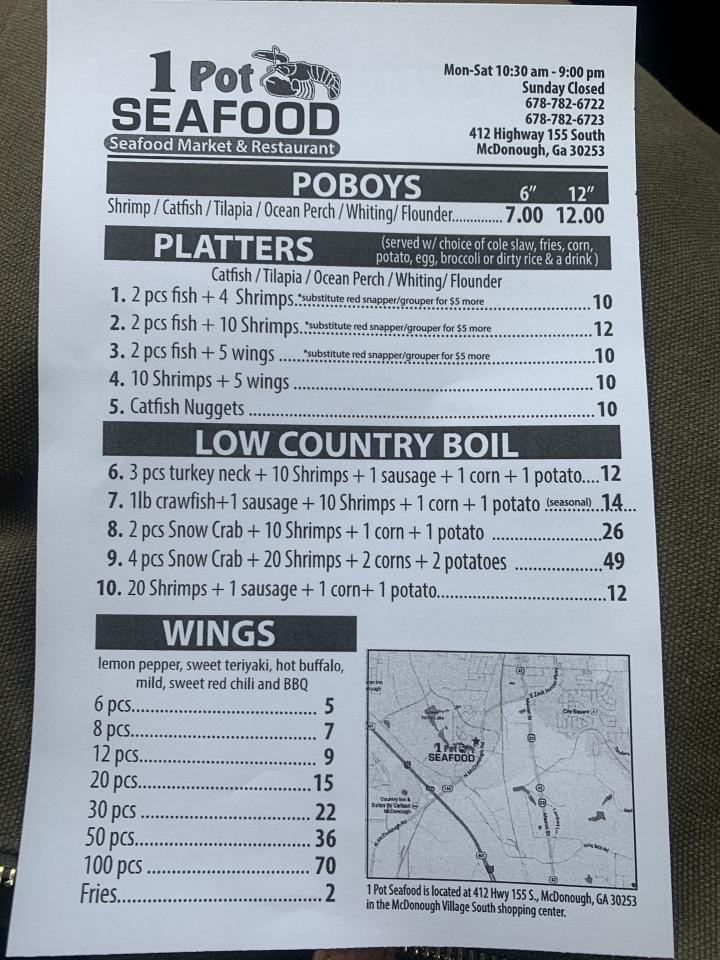 1 Pot
SEAFOOD
Seafood Market & Restaurant
Mon-Sat 10:30 am - 9:00 pm
Sunday Closed
678-782-6722
678-782-6723
412 Highway 155 South
McDonough, Ga 30253
POBOYS 6” 12”
Shrimp / Catfish / Tilapia / Ocean Perch / Whiting/ Flounder.............. 7.00 12.00
PLATTERS
(served w/ choice of cole slaw, fries, corn,
potato, egg, broccoli or dirty rice & a drink )
Catfish / Tilapia / Ocean Perch / Whiting/ Flounder
1. 2 pcs fish + 4 Shrimps..*substitute red snapper/grouper for $5 more ........................10
2. 2 pcs fish + 10 Shrimps..*substitute red snapper/grouper for $5 more ......................12
3. 2 pcs fish + 5 wings ......*substitute red snapper/grouper for $5 more ......................10
4. 10 Shrimps + 5 wings ..............................................................10
5. Catfish Nuggets ......................................................................10
LOW COUNTRY BOIL
6. 3 pcs turkey neck + 10 Shrimps + 1 sausage + 1 corn + 1 potato....12
7. 1lb crawfish+1 sausage + 10 Shrimps + 1 corn + 1 potato (seasonal)...14...
8. 2 pcs Snow Crab + 10 Shrimps + 1 corn + 1 potato ......................26
9. 4 pcs Snow Crab + 20 Shrimps + 2 corns + 2 potatoes ..................49
10. 20 Shrimps + 1 sausage + 1 corn+ 1 potato..................................12
WINGS
lemon pepper, sweet teriyaki, hot buffalo,
mild, sweet red chili and BBQ
6 pcs..................................... 5
8 pcs..................................... 7
12 pcs................................... 9
20 pcs...................................15
30 pcs .................................. 22
50 pcs................................... 36
100 pcs ................................ 70
Fries........................................2
1 Pot
SEAFOOD
City Square
Country Inn &
Suites By Carlson
McDonough
N McDonough Rd
1 Pot Seafood is located at 412 Hwy 155 S., McDonough, GA 30253
in the McDonough Village South shopping center.